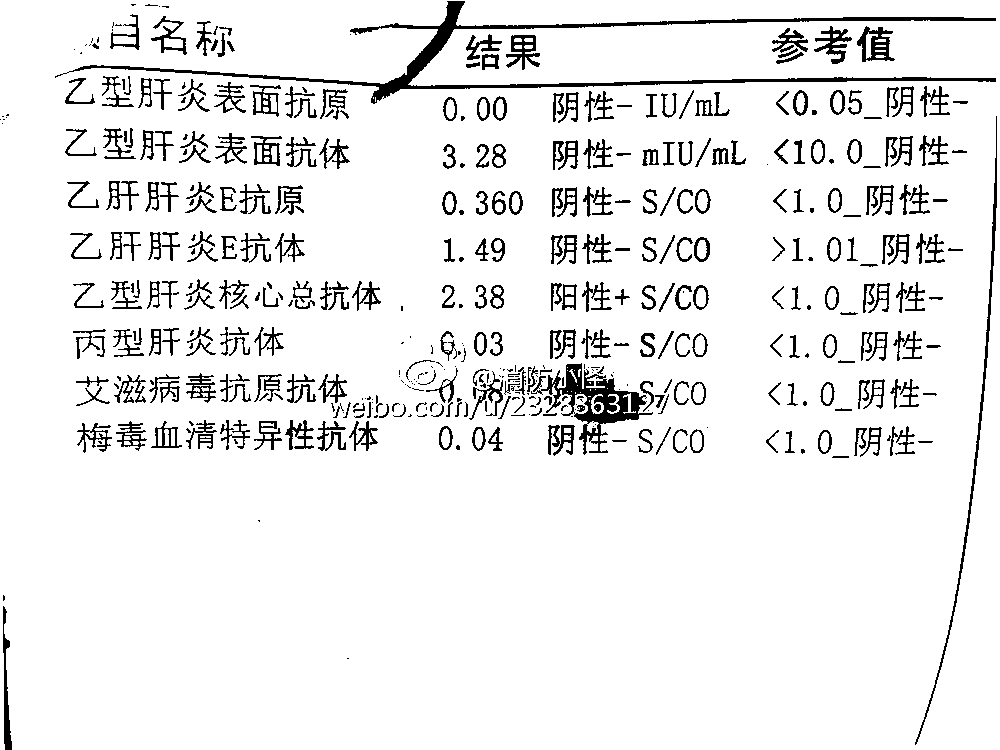 目名称 结果 参考值
乙型肝炎表面抗原 0.00 阴性- IU/mL <0.05_阴性-
乙型肝炎表面抗体 3.28 阴性- mIU/mL <10.0_阴性-
乙肝肝炎E抗原 0.360 阴性- S/CO <1.0_阴性-
乙肝肝炎E抗体 1.49 阴性- S/CO >1.01_阴性-
乙型肝炎核心总抗体 2.38 阳性+ S/CO <1.0_阴性-
丙型肝炎抗体 0.03 阴性- S/CO <1.0_阴性-
艾滋病毒抗原抗体 S/CO <1.0_阴性-
@消防小怪
weibo.com/u/2328863127
梅毒血清特异性抗体 0.04 阴性- S/CO <1.0_阴性-